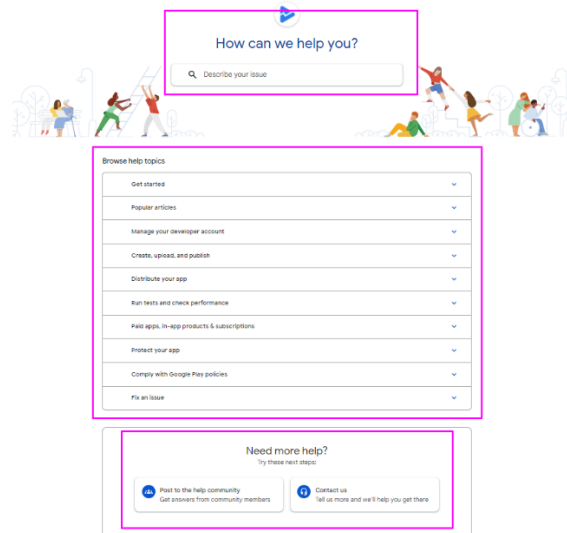 How can we help you?
Describe your issue
Browse help topics
Get started
Popular articles
Manage your developer account
Create, upload, and publish
Distribute your app
Run tests and check performance
Paid apps, in-app products & subscriptions
Protect your app
Comply with Google Play policies
Fix an issue
Need more help?
Try these next steps:
Post to the help community
Get answers from community members
Contact us
Tell us more and we'll help you get there